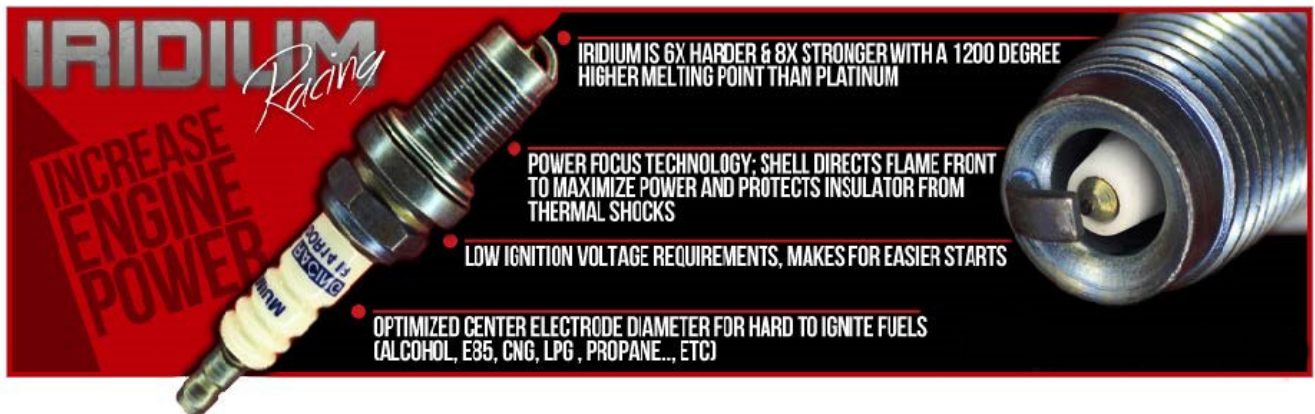 IRIDIUM
Racing
INCREASE
ENGINE
POWER
IRIDIUM IS 6X HARDER & 8X STRONGER WITH A 1200 DEGREE
HIGHER MELTING POINT THAN PLATINUM
POWER FOCUS TECHNOLOGY; SHELL DIRECTS FLAME FRONT
TO MAXIMIZE POWER AND PROTECTS INSULATOR FROM
THERMAL SHOCKS
LOW IGNITION VOLTAGE REQUIREMENTS, MAKES FOR EASIER STARTS
OPTIMIZED CENTER ELECTRODE DIAMETER FOR HARD TO IGNITE FUELS
(ALCOHOL, E85, CNG, LPG , PROPANE.., ETC)